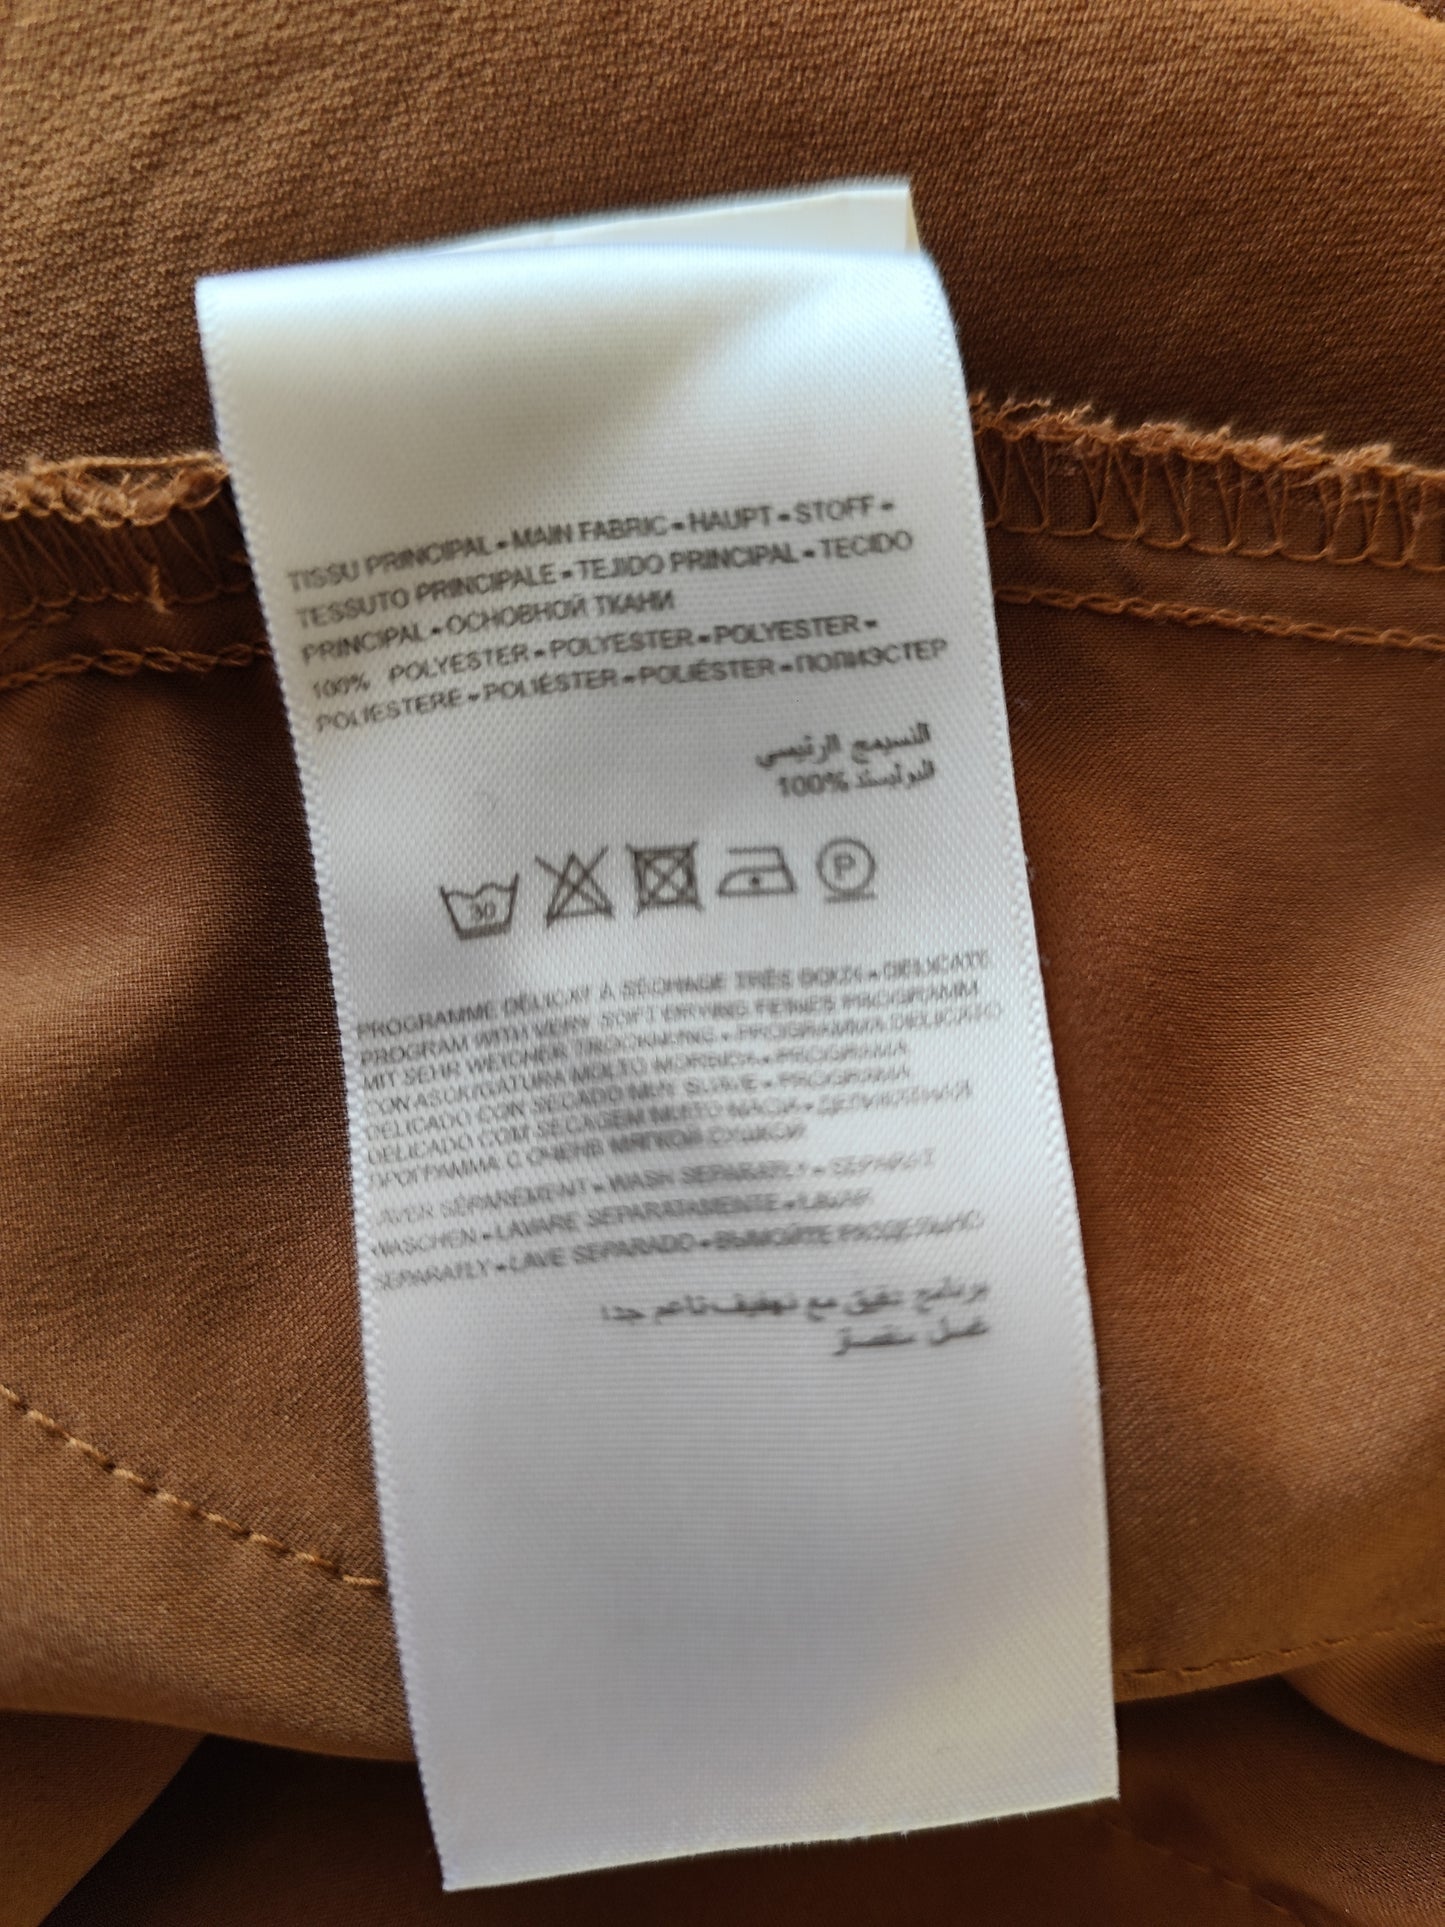 TISSU PRINCIPAL • MAIN FABRIC • HAUPT • STOFF •
TESSUTO PRINCIPALE • TEJIDO PRINCIPAL • TECIDO
PRINCIPAL • ОСНОВНОЙ ТКАНИ
100% POLYESTER • POLYESTER • POLYESTER •
POLIESTERE • POLIÉSTER • POLIÉSTER • ПОЛИЭСТЕР
الرئيسي
100%
30 P
PROGRAMME DÉLICAT A SÉCHAGE TRÈS DOUX • DELICATE
PROGRAM WITH VERY SOFT DRYING FEINES PROGRAMM
MIT SEHR WEICHER TROCKNUNG • PROGRAMMA DELICATO
CON ASCIUGATURA MOLTO MORBIDA • PROGRAMA
DELICADO CON SECADO MUY SUAVE • PROGRAMA
DELICADO COM SECAGEM MUITO MACIA • ДЕЛИКАТНАЯ
ПРОГРАММА С ОЧЕНЬ МЯГКОЙ СУШКОЙ
LAVER SÉPARÉMENT • WASH SEPARATLY • SEPARAT
WASCHEN • LAVARE SEPARATAMENTE • LAVAR
SEPARATLY • LAVE SEPARADO • ВЫМОЙТЕ РАЗДЕЛЬНО
برنامج دقيق مع تجفيف ناعم جدا
غسل منفصل